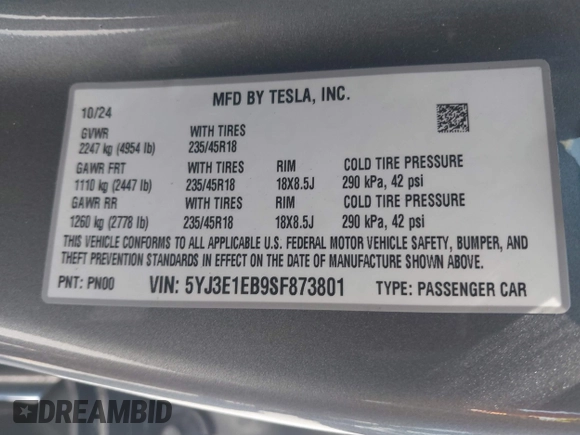 MFD BY TESLA, INC.
10/24
GVWR WITH TIRES
2247 kg (4954 lb) 235/45R18
GAWR FRT WITH TIRES RIM COLD TIRE PRESSURE
1110 kg (2447 lb) 235/45R18 18X8.5J 290 kPa, 42 psi
GAWR RR WITH TIRES RIM COLD TIRE PRESSURE
1260 kg (2778 lb) 235/45R18 18X8.5J 290 kPa, 42 psi
THIS VEHICLE CONFORMS TO ALL APPLICABLE U.S. FEDERAL MOTOR VEHICLE SAFETY, BUMPER, AND
THEFT PREVENTION STANDARDS IN EFFECT ON THE DATE OF MANUFACTURE SHOWN ABOVE.
PNT: PN00 VIN: 5YJ3E1EB9SF873801 TYPE: PASSENGER CAR
DREAMBID